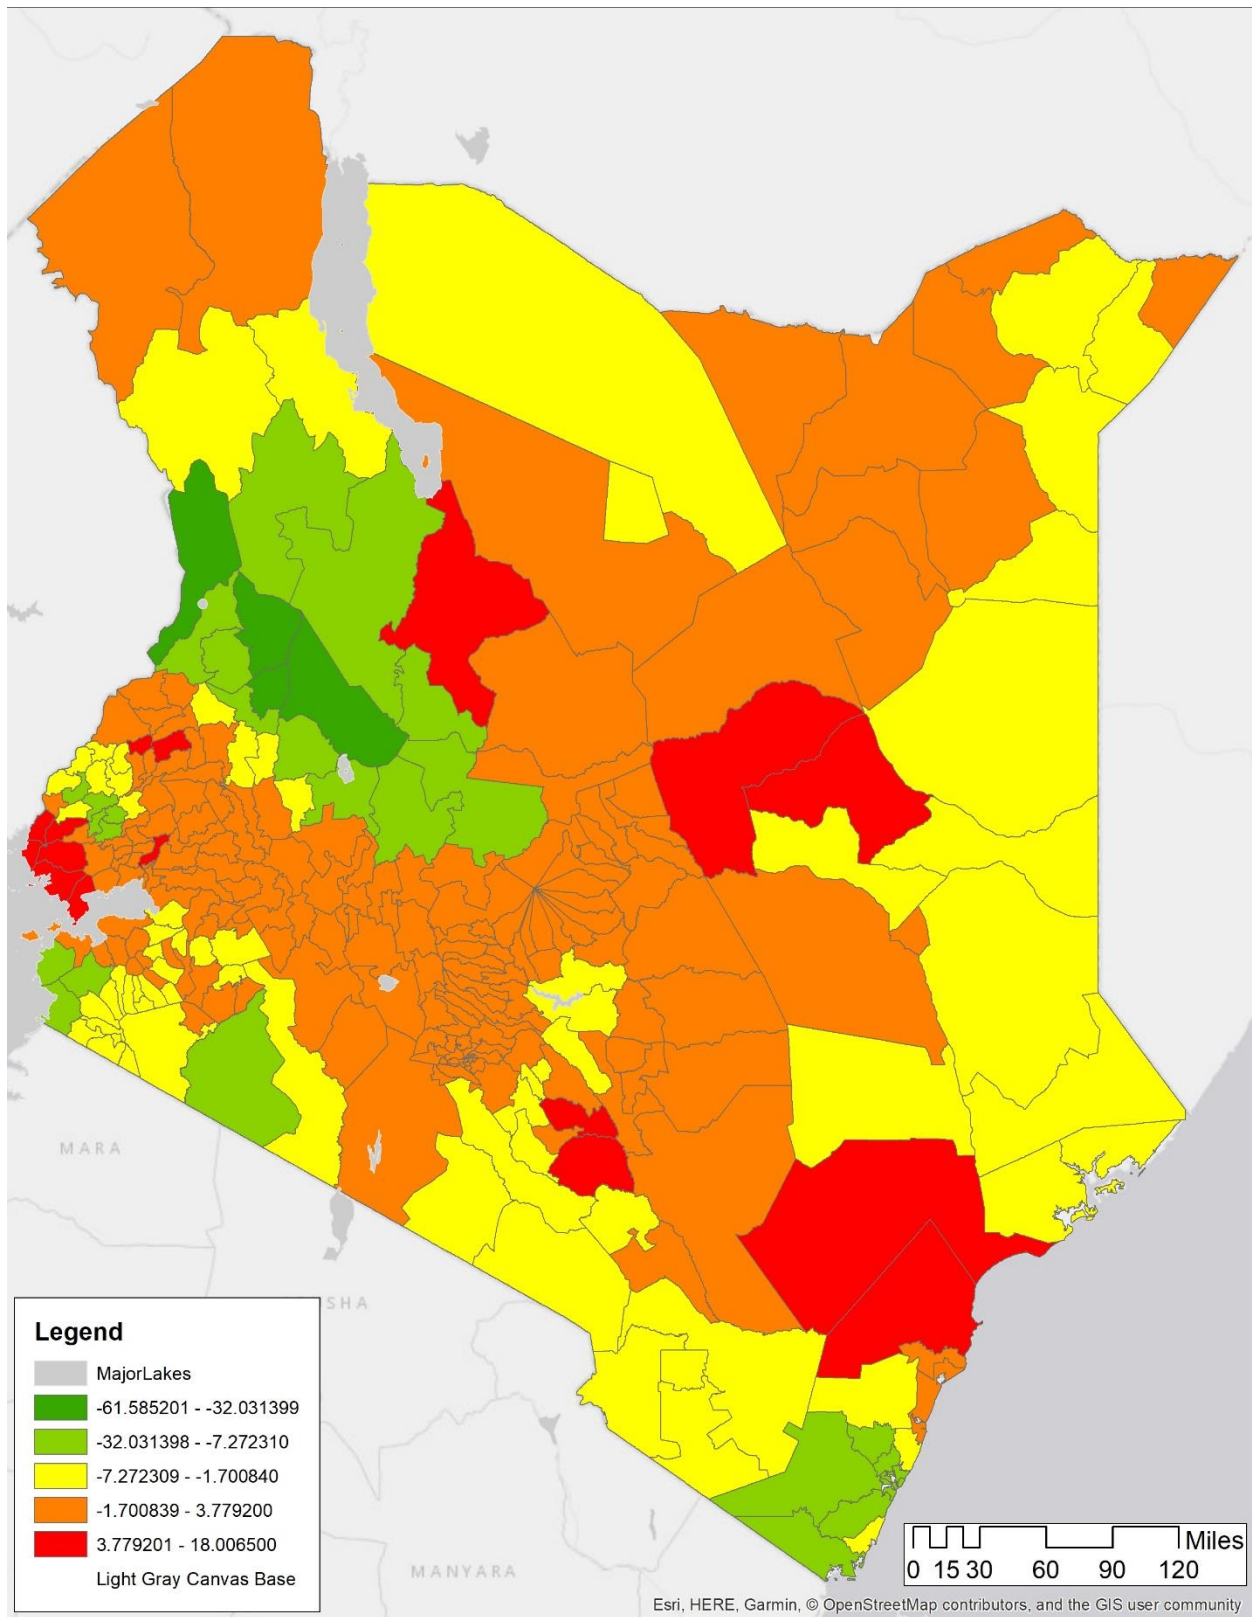 MARA
SHA
Legend
MajorLakes
-61.585201 - -32.031399
-32.031398 - -7.272310
-7.272309 - -1.700840
-1.700839 - 3.779200
3.779201 - 18.006500
Light Gray Canvas Base
MANYARA
Miles
0 15 30 60 90 120
Esri, HERE, Garmin, © OpenStreetMap contributors, and the GIS user community